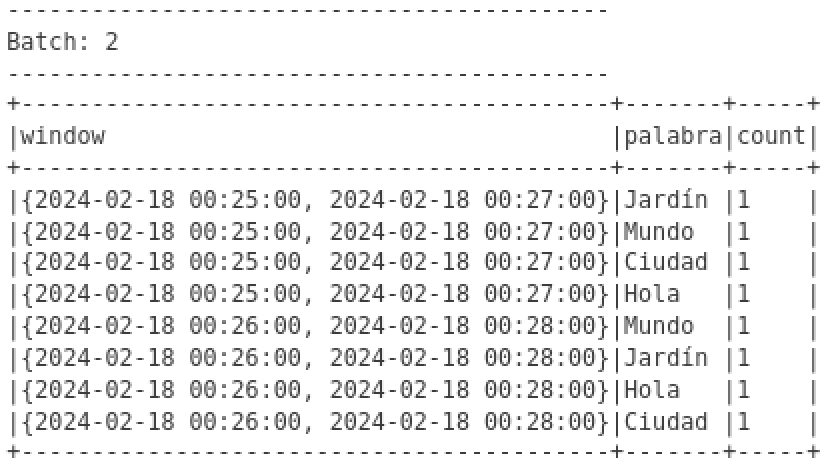 -------------------------------------------
Batch: 2
-------------------------------------------
+------------------------------------------+-------+-----+
|window                                    |palabra|count|
+------------------------------------------+-------+-----+
|{2024-02-18 00:25:00, 2024-02-18 00:27:00}|Jardín |1    |
|{2024-02-18 00:25:00, 2024-02-18 00:27:00}|Mundo  |1    |
|{2024-02-18 00:25:00, 2024-02-18 00:27:00}|Ciudad |1    |
|{2024-02-18 00:25:00, 2024-02-18 00:27:00}|Hola   |1    |
|{2024-02-18 00:26:00, 2024-02-18 00:28:00}|Mundo  |1    |
|{2024-02-18 00:26:00, 2024-02-18 00:28:00}|Jardín |1    |
|{2024-02-18 00:26:00, 2024-02-18 00:28:00}|Hola   |1    |
|{2024-02-18 00:26:00, 2024-02-18 00:28:00}|Ciudad |1    |
+------------------------------------------+-------+-----+